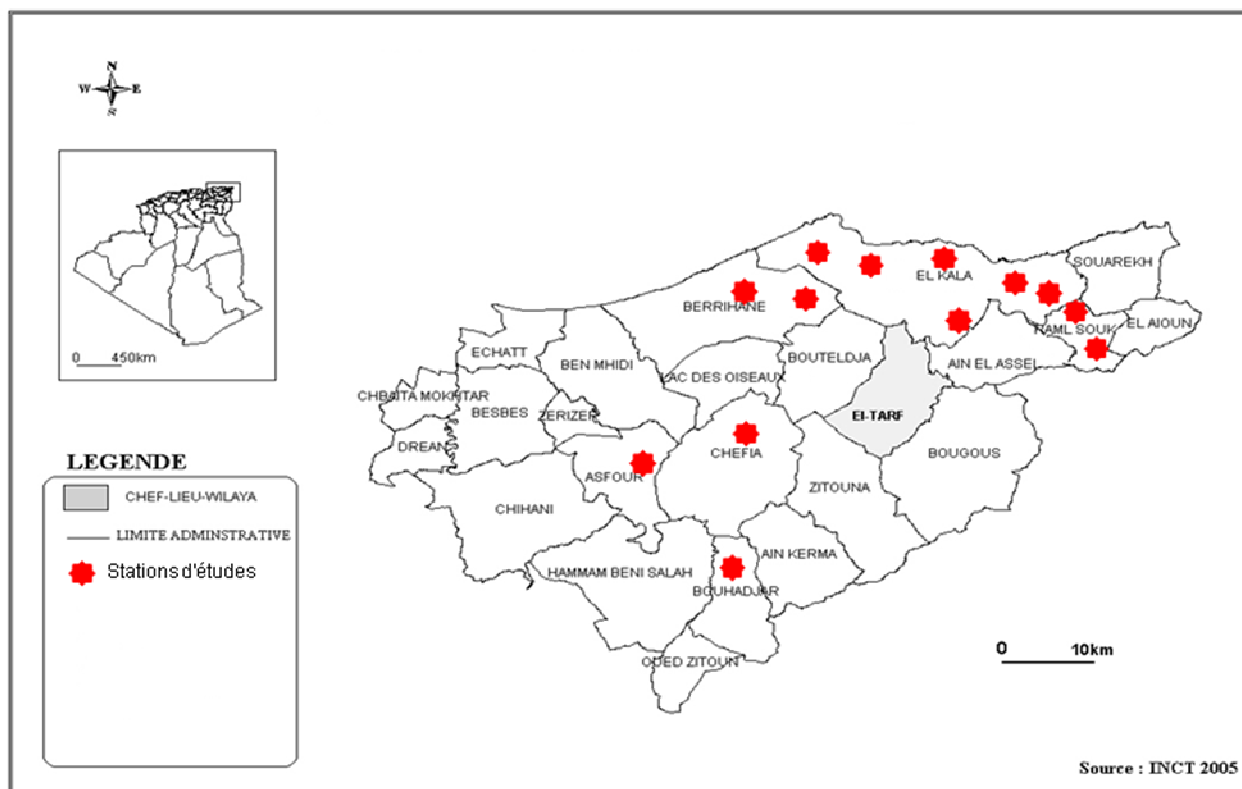 N
W E
S
0 450km
LEGENDE
CHEF-LIEU-WILAYA
LIMITE ADMINSTRATIVE
Stations d'études
SOUAREKH
EL KALA
BERRIHANE
RAML SOUK
EL AIOUN
ECHATT
BEN MHIDI
BOUTELDJA
AIN EL ASSEL
LAC DES OISEAUX
CHBAITA MOKHTAR
BESBES
ZERIZER
El-TARF
DREAN
CHEFIA
BOUGOUS
ASFOUR
ZITOUNA
CHIHANI
AIN KERMA
HAMMAM BENI SALAH
BOUHADJAR
OUED ZITOUN
0 10km
Source : INCT 2005